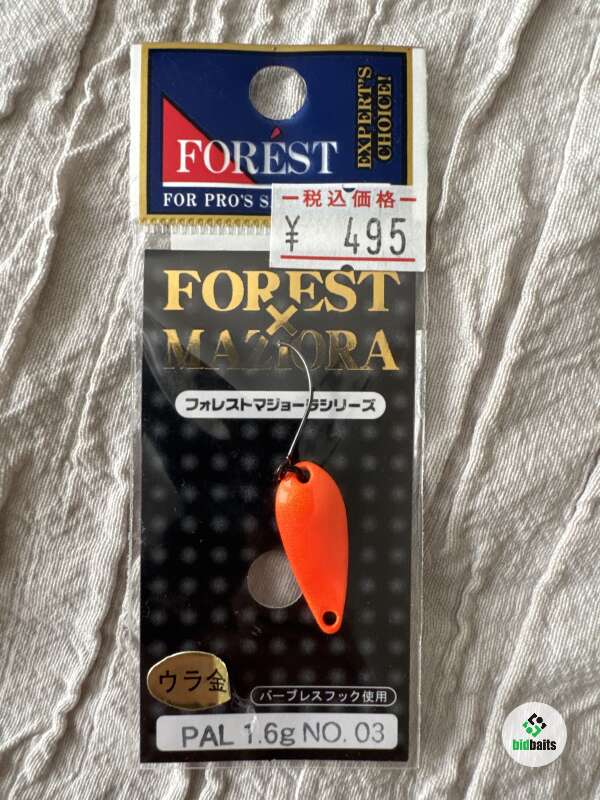 EXPERT'S
CHOICE!
FORÉST
FOR PRO'S S
税込価格
¥ 495
FOREST
×
MAZIORA
フォレストマジョーラシリーズ
ウラ金
バーブレスフック使用
PAL 1.6g NO. 03
bidbaits